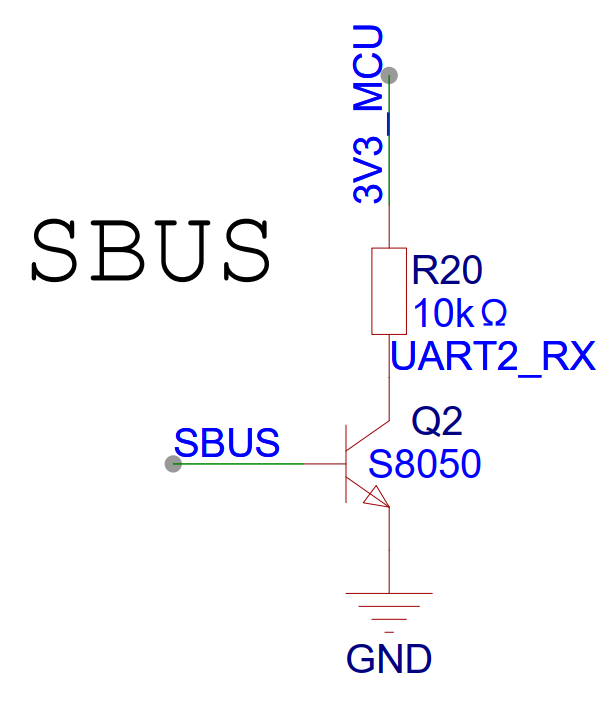 3V3_MCU
SBUS
R20
10kΩ
UART2_RX
Q2
SBUS
S8050
GND